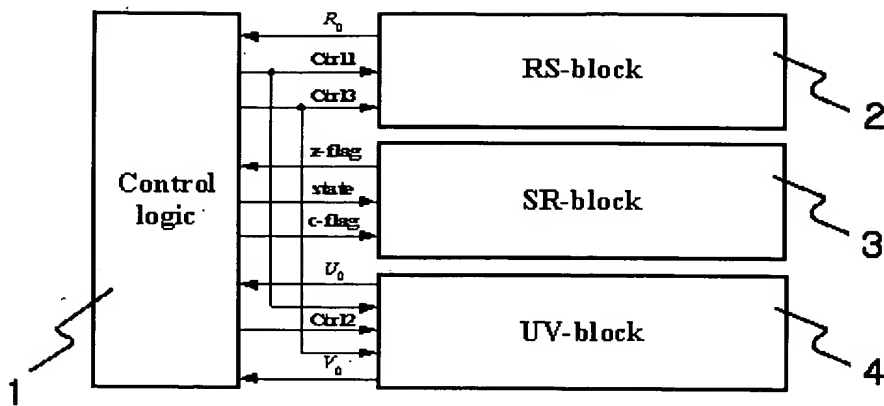 R₀
Ctrl1
RS-block
Ctrl3
2
z-flag
Control
logic
state
SR-block
c-flag
3
U₀
Ctrl2
UV-block
V₀
4
1